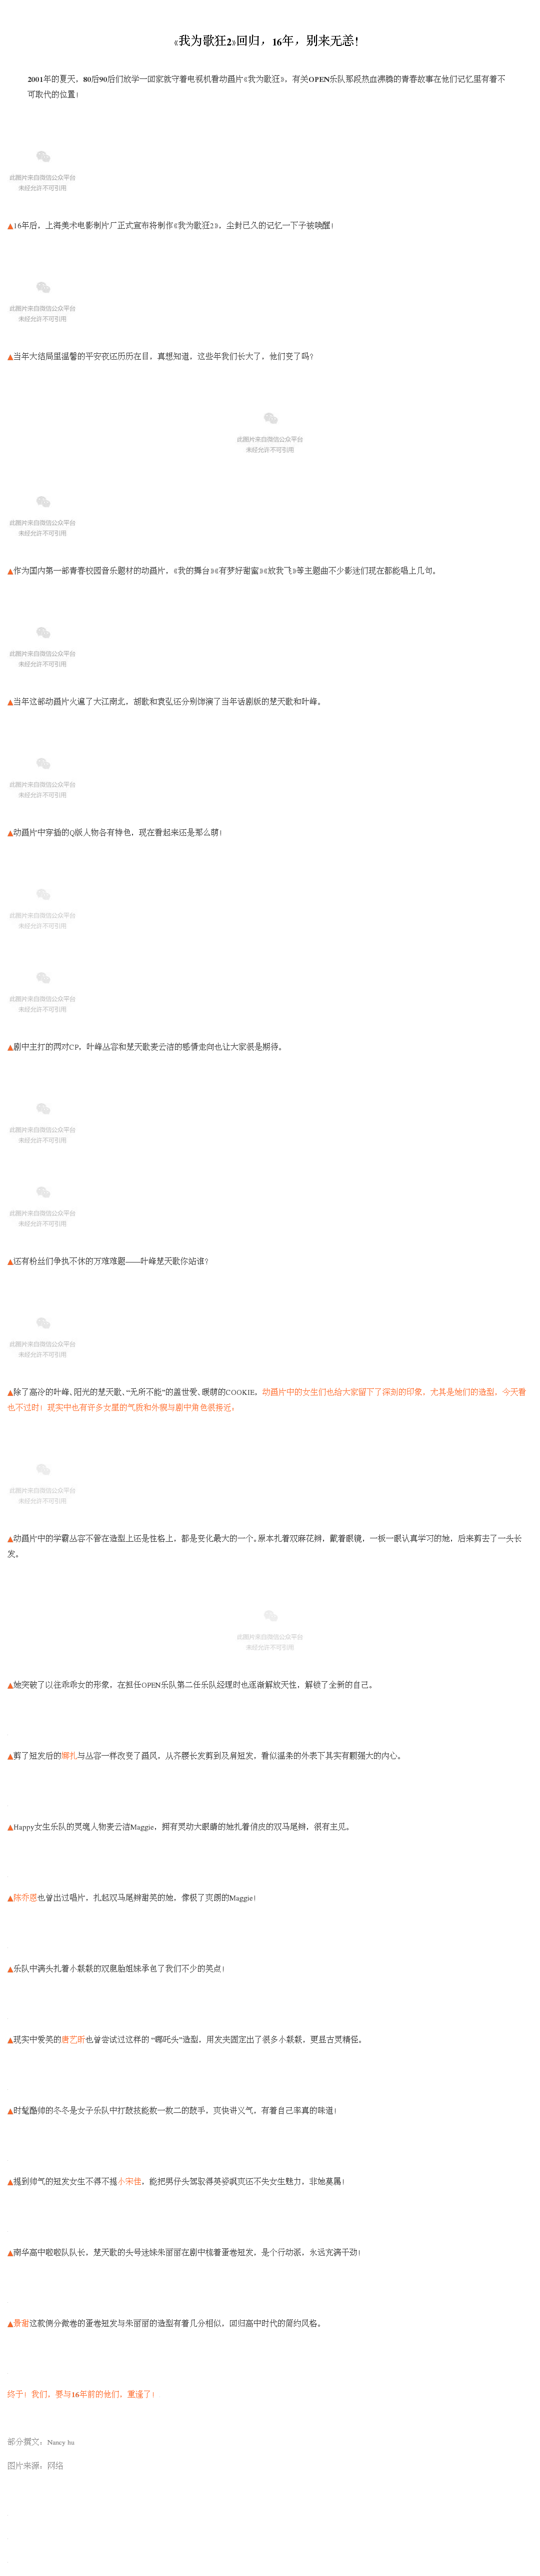 《我为歌狂2》回归，16年，别来无恙！
2001年的夏天，80后90后们放学一回家就守着电视机看动画片《我为歌狂》，有关OPEN乐队那段热血沸腾的青春故事在他们记忆里有着不
可取代的位置！
此图片来自微信公众平台
未经允许不可引用
▲16年后，上海美术电影制片厂正式宣布将制作《我为歌狂2》，尘封已久的记忆一下子被唤醒！
此图片来自微信公众平台
未经允许不可引用
▲当年大结局里温馨的平安夜还历历在目，真想知道，这些年我们长大了，他们变了吗？
此图片来自微信公众平台
未经允许不可引用
此图片来自微信公众平台
未经允许不可引用
▲作为国内第一部青春校园音乐题材的动画片，《我的舞台》《有梦好甜蜜》《放我飞》等主题曲不少影迷们现在都能唱上几句。
此图片来自微信公众平台
未经允许不可引用
▲当年这部动画片火遍了大江南北，胡歌和袁弘还分别饰演了当年话剧版的楚天歌和叶峰。
此图片来自微信公众平台
未经允许不可引用
▲动画片中穿插的Q版人物各有特色，现在看起来还是那么萌！
此图片来自微信公众平台
未经允许不可引用
此图片来自微信公众平台
未经允许不可引用
▲剧中主打的两对CP，叶峰丛容和楚天歌麦云洁的感情走向也让大家很是期待。
此图片来自微信公众平台
未经允许不可引用
此图片来自微信公众平台
未经允许不可引用
▲还有粉丝们争执不休的万难难题——叶峰楚天歌你站谁？
此图片来自微信公众平台
未经允许不可引用
▲除了高冷的叶峰、阳光的楚天歌、“无所不能”的盖世爱、暖萌的COOKIE，动画片中的女生们也给大家留下了深刻的印象，尤其是她们的造型，今天看
也不过时！现实中也有许多女星的气质和外貌与剧中角色很接近。
此图片来自微信公众平台
未经允许不可引用
▲动画片中的学霸丛容不管在造型上还是性格上，都是变化最大的一个。原本扎着双麻花辫，戴着眼镜，一板一眼认真学习的她，后来剪去了一头长
发。
此图片来自微信公众平台
未经允许不可引用
▲她突破了以往乖乖女的形象，在担任OPEN乐队第二任乐队经理时也逐渐解放天性，解锁了全新的自己。
▲剪了短发后的娜扎与丛容一样改变了画风，从齐腰长发剪到及肩短发，看似温柔的外表下其实有颗强大的内心。
▲Happy女生乐队的灵魂人物麦云洁Maggie，拥有灵动大眼睛的她扎着俏皮的双马尾辫，很有主见。
▲陈乔恩也曾出过唱片，扎起双马尾辫甜笑的她，像极了爽朗的Maggie！
▲乐队中满头扎着小鬏鬏的双胞胎姐妹承包了我们不少的笑点！
▲现实中爱笑的唐艺昕也曾尝试过这样的 “哪吒头”造型，用发夹固定出了很多小鬏鬏，更显古灵精怪。
▲时髦酷帅的冬冬是女子乐队中打鼓技能数一数二的鼓手，爽快讲义气，有着自己率真的味道！
▲提到帅气的短发女生不得不提小宋佳，能把男仔头驾驭得英姿飒爽还不失女生魅力，非她莫属！
▲南华高中啦啦队队长，楚天歌的头号迷妹朱丽丽在剧中梳着蛋卷短发，是个行动派，永远充满干劲！
▲景甜这款偏分微卷的蛋卷短发与朱丽丽的造型有着几分相似，回归高中时代的简约风格。
终于！我们，要与16年前的他们，重逢了！
部分撰文：Nancy hu
图片来源：网络